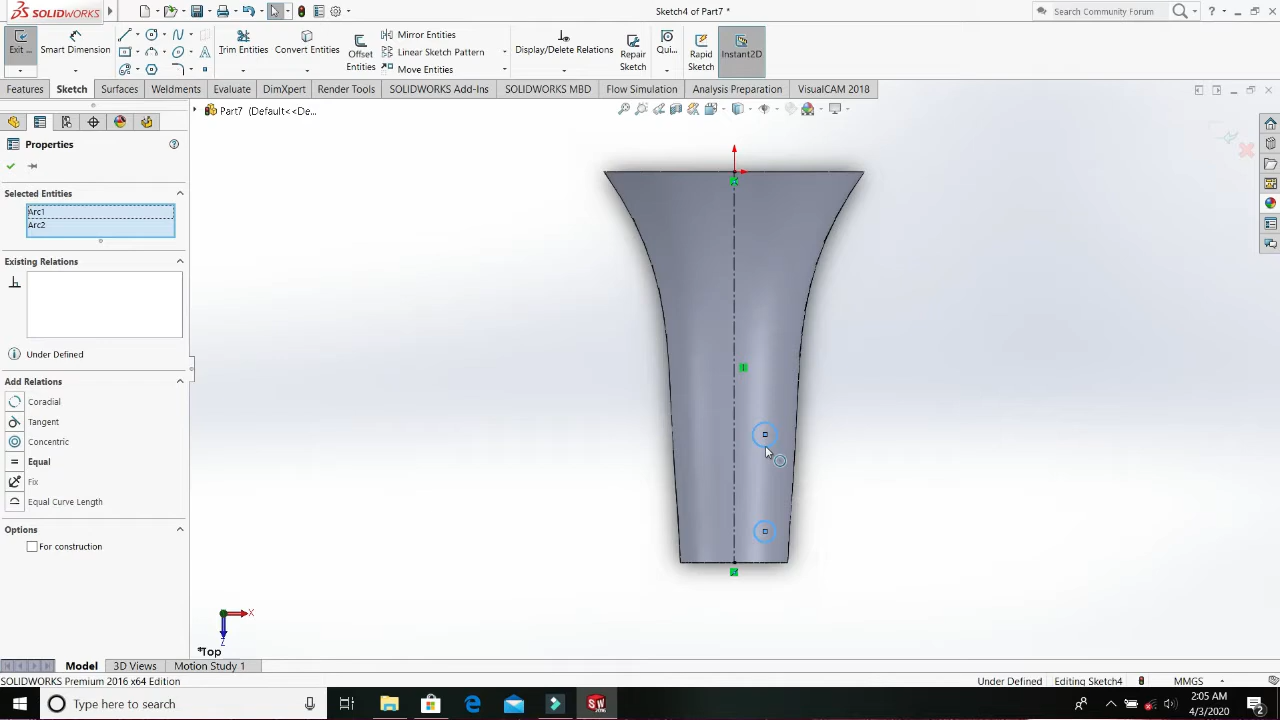 SOLIDWORKS
Sketch4 of Part7 *
Search Community Forum
Exit ...
Smart Dimension
Trim Entities
Convert Entities
Offset Entities
Mirror Entities
Linear Sketch Pattern
Move Entities
Display/Delete Relations
Repair Sketch
Qui...
Rapid Sketch
Instant2D
Features
Sketch
Surfaces
Weldments
Evaluate
DimXpert
Render Tools
SOLIDWORKS Add-Ins
SOLIDWORKS MBD
Flow Simulation
Analysis Preparation
VisualCAM 2018
Part7 (Default<<De...
Properties
Selected Entities
Arc1
Arc2
Existing Relations
Under Defined
Add Relations
Coradial
Tangent
Concentric
Equal
Fix
Equal Curve Length
Options
For construction
X
Z
*Top
Model
3D Views
Motion Study 1
SOLIDWORKS Premium 2016 x64 Edition
Under Defined
Editing Sketch4
MMGS
Type here to search
2:05 AM
4/3/2020
2